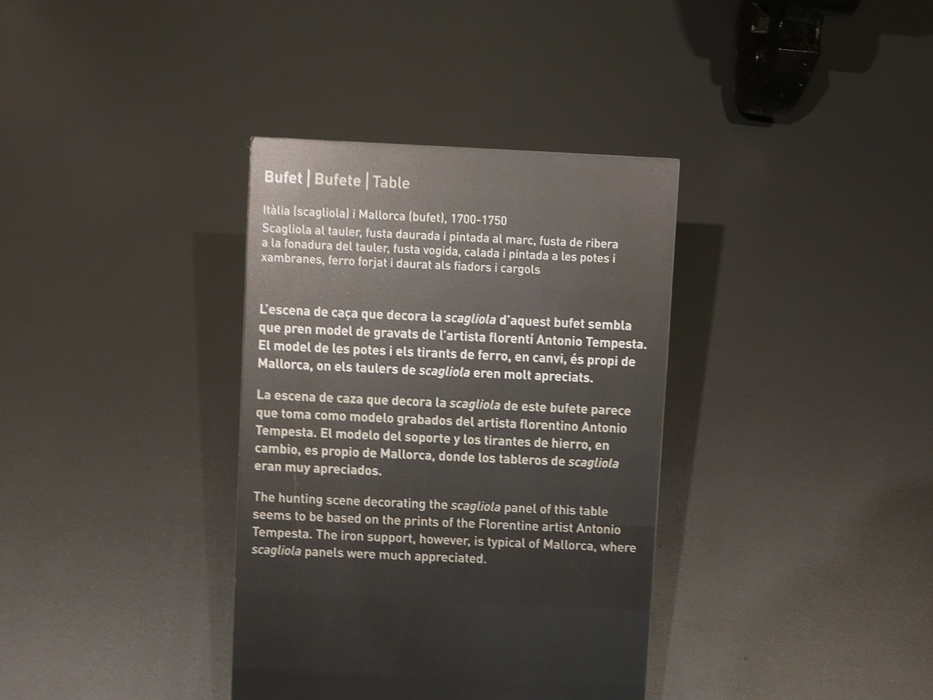 Bufet | Bufete | Table
Itàlia (scagliola) i Mallorca (bufet), 1700-1750
Scagliola al tauler, fusta daurada i pintada al marc, fusta de ribera
a la fonadura del tauler, fusta vogida, calada i pintada a les potes i
xambranes, ferro forjat i daurat als fiadors i cargols
L'escena de caça que decora la scagliola d'aquest bufet sembla
que pren model de gravats de l'artista florentí Antonio Tempesta.
El model de les potes i els tirants de ferro, en canvi, és propi de
Mallorca, on els taulers de scagliola eren molt apreciats.
La escena de caza que decora la scagliola de este bufete parece
que toma como modelo grabados del artista florentino Antonio
Tempesta. El modelo del soporte y los tirantes de hierro, en
cambio, es propio de Mallorca, donde los tableros de scagliola
eran muy apreciados.
The hunting scene decorating the scagliola panel of this table
seems to be based on the prints of the Florentine artist Antonio
Tempesta. The iron support, however, is typical of Mallorca, where
scagliola panels were much appreciated.